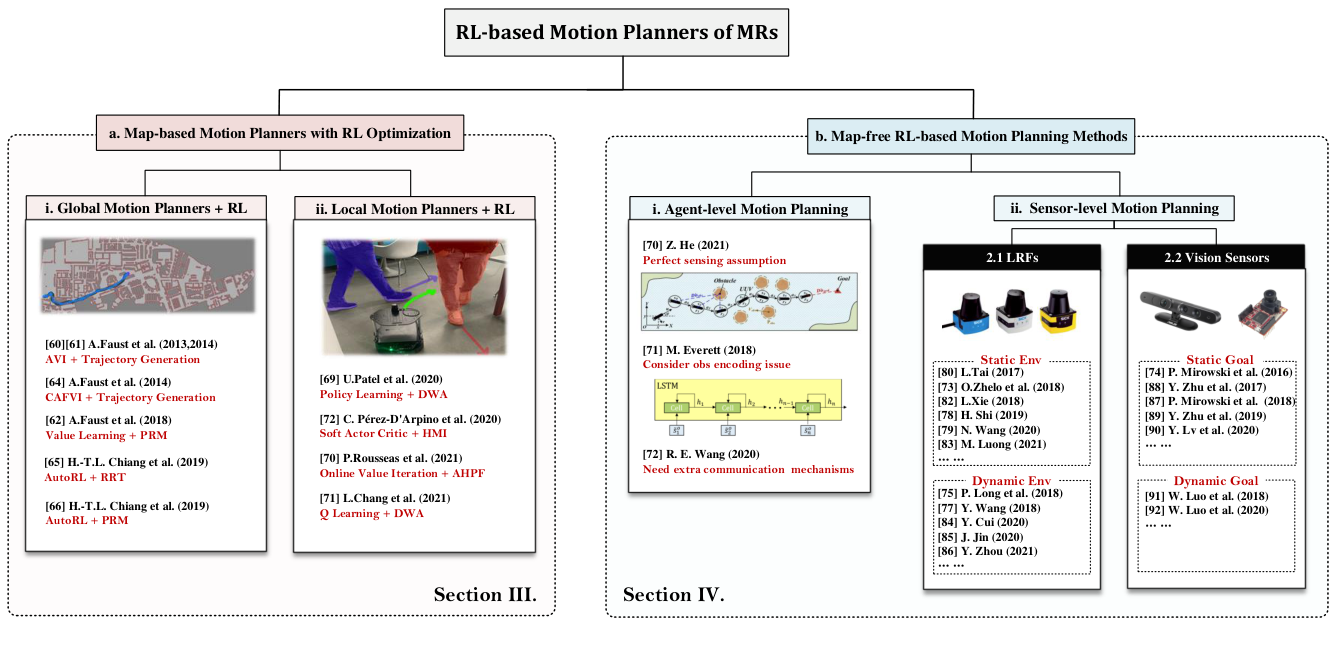 RL-based Motion Planners of MRs
a. Map-based Motion Planners with RL Optimization
i. Global Motion Planners + RL
[60][61] A.Faust et al. (2013,2014)
AVI + Trajectory Generation
[64] A.Faust et al. (2014)
CAFVI + Trajectory Generation
[62] A.Faust et al. (2018)
Value Learning + PRM
[65] H.-T.L. Chiang et al. (2019)
AutoRL + RRT
[66] H.-T.L. Chiang et al. (2019)
AutoRL + PRM
ii. Local Motion Planners + RL
[69] U.Patel et al. (2020)
Policy Learning + DWA
[72] C. Pérez-D'Arpino et al. (2020)
Soft Actor Critic + HMI
[70] P.Rousseas et al. (2021)
Online Value Iteration + AHPF
[71] L.Chang et al. (2021)
Q Learning + DWA
Section III.
b. Map-free RL-based Motion Planning Methods
i. Agent-level Motion Planning
[70] Z. He (2021)
Perfect sensing assumption
Obstacle
UUV
Goal
X
[71] M. Everett (2018)
Consider obs encoding issue
LSTM
Cell h₁ Cell h₂ ... hₙ₋₁ Cell hₙ
[72] R. E. Wang (2020)
Need extra communication mechanisms
ii. Sensor-level Motion Planning
2.1 LRFs
Static Env
[80] L.Tai (2017)
[73] O.Zhelo et al. (2018)
[82] L.Xie (2018)
[78] H. Shi (2019)
[79] N. Wang (2020)
[83] M. Luong (2021)
... ...
Dynamic Env
[75] P. Long et al. (2018)
[77] Y. Wang (2018)
[84] Y. Cui (2020)
[85] J. Jin (2020)
[86] Y. Zhou (2021)
... ...
2.2 Vision Sensors
Static Goal
[74] P. Mirowski et al. (2016)
[88] Y. Zhu et al. (2017)
[87] P. Mirowski et al. (2018)
[89] Y. Zhu et al. (2019)
[90] Y. Lv et al. (2020)
... ...
Dynamic Goal
[91] W. Luo et al. (2018)
[92] W. Luo et al. (2020)
... ...
Section IV.